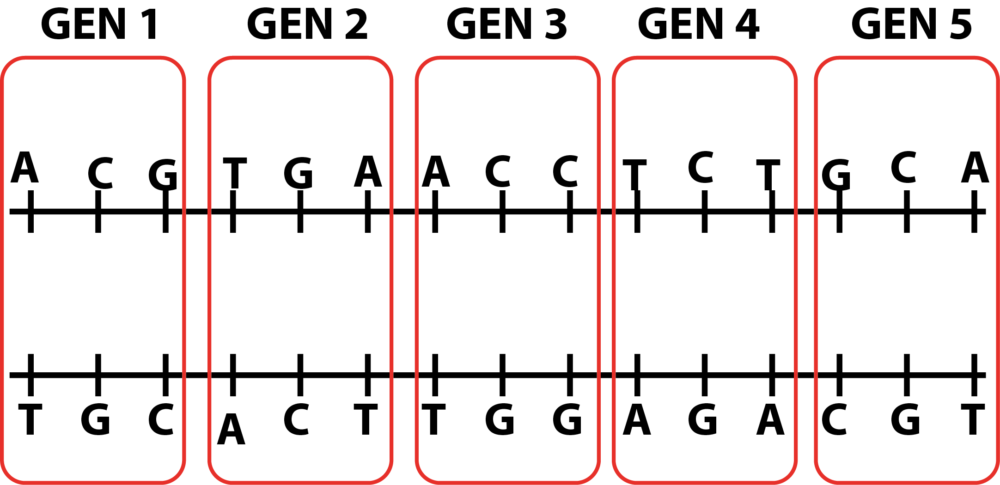 GEN 1 GEN 2 GEN 3 GEN 4 GEN 5
A C G T G A A C C T C T G C A
T G C A C T T G G A G A C G T